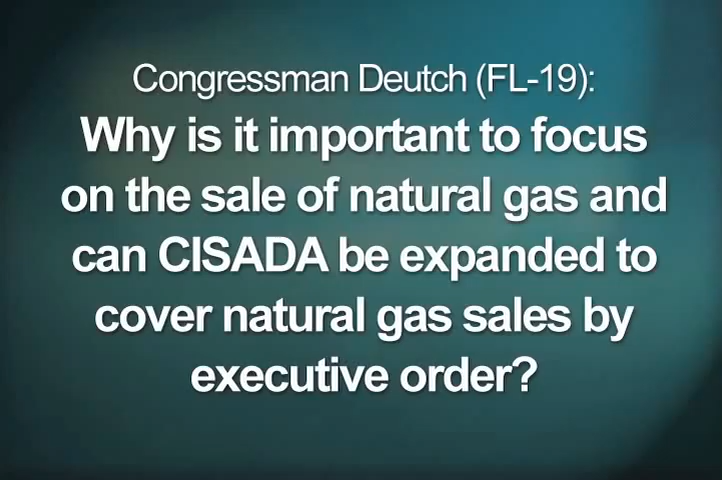 Congressman Deutch (FL-19):
Why is it important to focus
on the sale of natural gas and
can CISADA be expanded to
cover natural gas sales by
executive order?